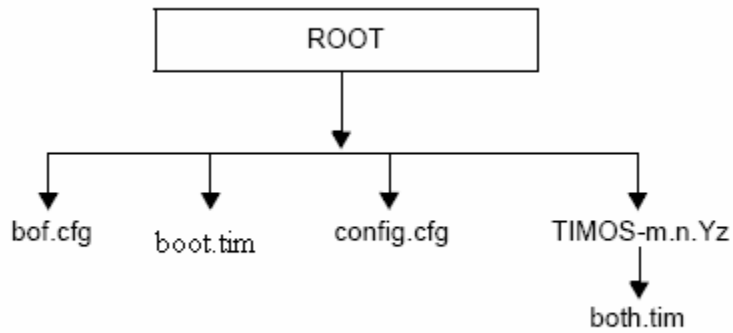 ROOT
bof.cfg
boot.tim
config.cfg
TIMOS-m.n.Yz
both.tim